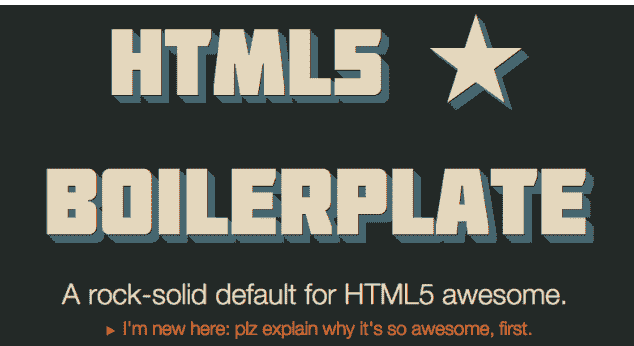 HTML5
BOILERPLATE
A rock-solid default for HTML5 awesome.
I'm new here: plz explain why it's so awesome, first.